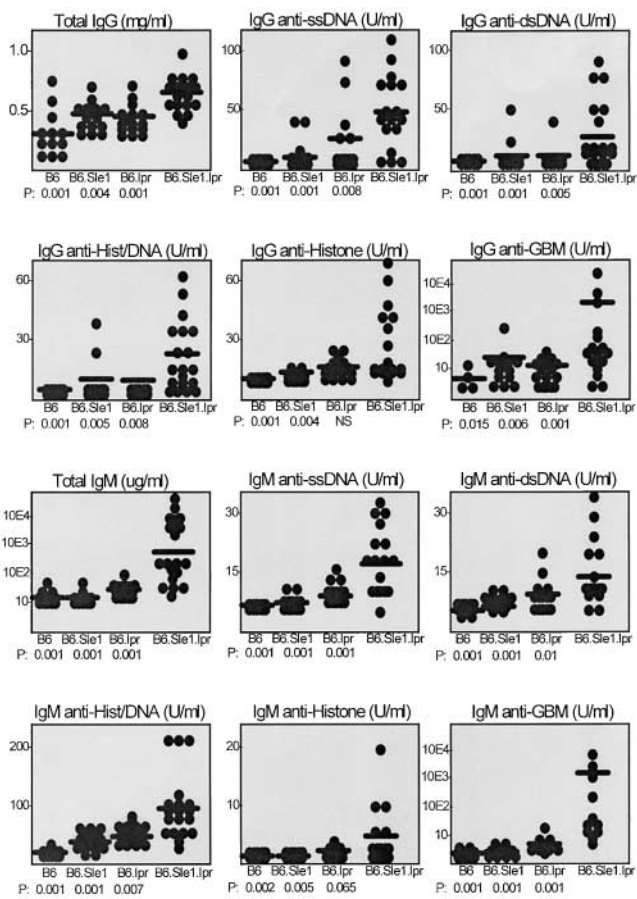 Total IgG (mg/ml)
1.0
0.5
B6 B6.Sle1 B6.lpr B6.Sle1.lpr
P: 0.001 0.004 0.001
IgG anti-ssDNA (U/ml)
100
50
B6 B6.Sle1 B6.lpr B6.Sle1.lpr
P: 0.001 0.001 0.008
IgG anti-dsDNA (U/ml)
100
50
B6 B6.Sle1 B6.lpr B6.Sle1.lpr
P: 0.001 0.001 0.005
IgG anti-Hist/DNA (U/ml)
60
30
B6 B6.Sle1 B6.lpr B6.Sle1.lpr
P: 0.001 0.005 0.008
IgG anti-Histone (U/ml)
60
30
B6 B6.Sle1 B6.lpr B6.Sle1.lpr
P: 0.001 0.004 NS
IgG anti-GBM (U/ml)
10E4
10E3
10E2
10
B6 B6.Sle1 B6.lpr B6.Sle1.lpr
P: 0.015 0.006 0.001
Total IgM (ug/ml)
10E4
10E3
10E2
10
B6 B6.Sle1 B6.lpr B6.Sle1.lpr
P: 0.001 0.001 0.001
IgM anti-ssDNA (U/ml)
30
15
B6 B6.Sle1 B6.lpr B6.Sle1.lpr
P: 0.001 0.001 0.001
IgM anti-dsDNA (U/ml)
30
15
B6 B6.Sle1 B6.lpr B6.Sle1.lpr
P: 0.001 0.001 0.01
IgM anti-Hist/DNA (U/ml)
200
100
B6 B6.Sle1 B6.lpr B6.Sle1.lpr
P: 0.001 0.001 0.007
IgM anti-Histone (U/ml)
20
10
B6 B6.Sle1 B6.lpr B6.Sle1.lpr
P: 0.002 0.005 0.065
IgM anti-GBM (U/ml)
10E4
10E3
10E2
10
B6 B6.Sle1 B6.lpr B6.Sle1.lpr
P: 0.001 0.001 0.001